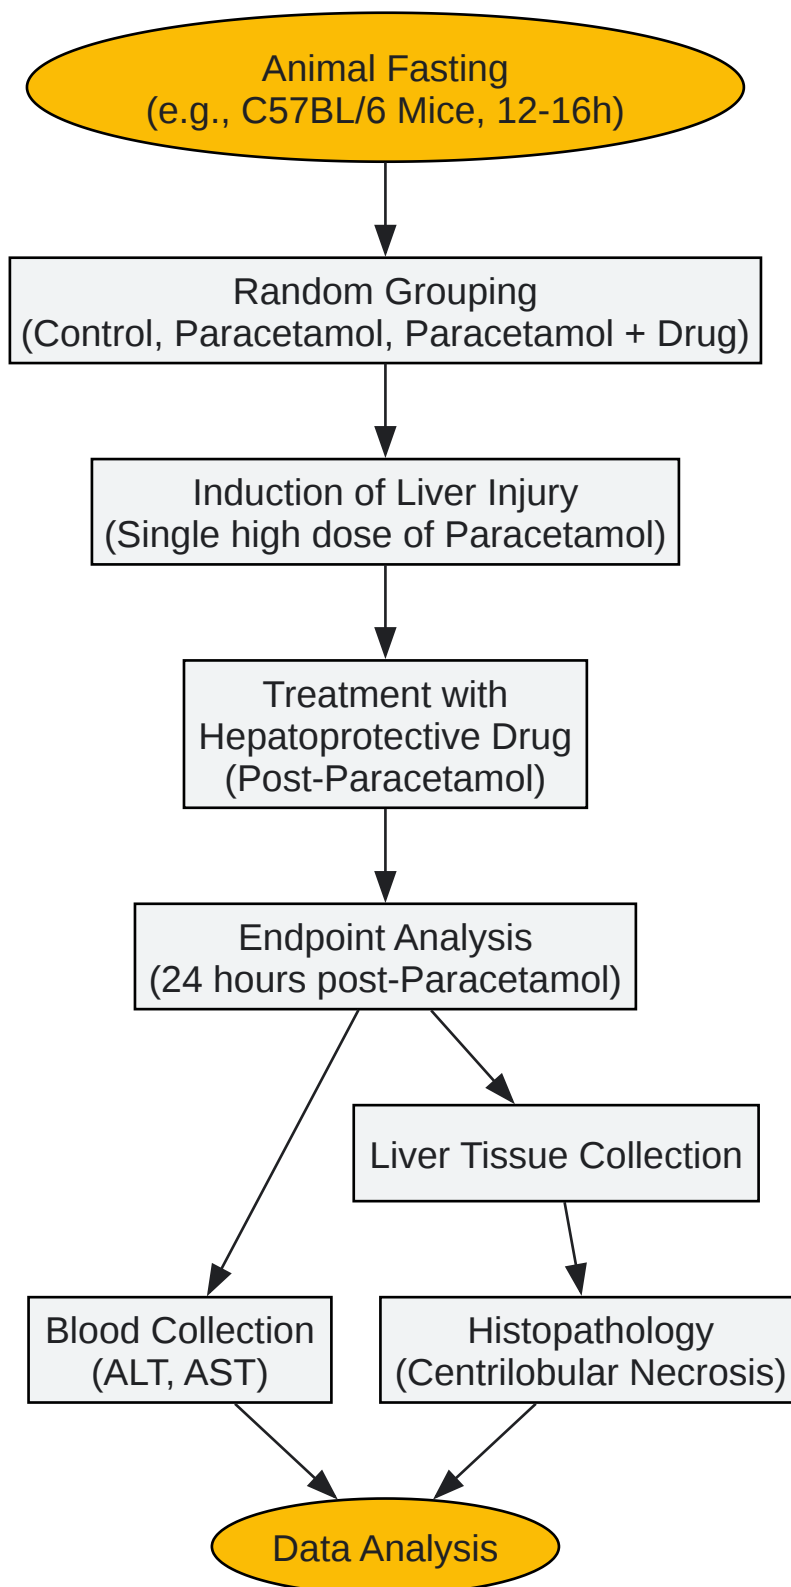 Animal Fasting
(e.g., C57BL/6 Mice, 12-16h)
Random Grouping
(Control, Paracetamol, Paracetamol + Drug)
Induction of Liver Injury
(Single high dose of Paracetamol)
Treatment with
Hepatoprotective Drug
(Post-Paracetamol)
Endpoint Analysis
(24 hours post-Paracetamol)
Liver Tissue Collection
Blood Collection
(ALT, AST)
Histopathology
(Centrilobular Necrosis)
Data Analysis